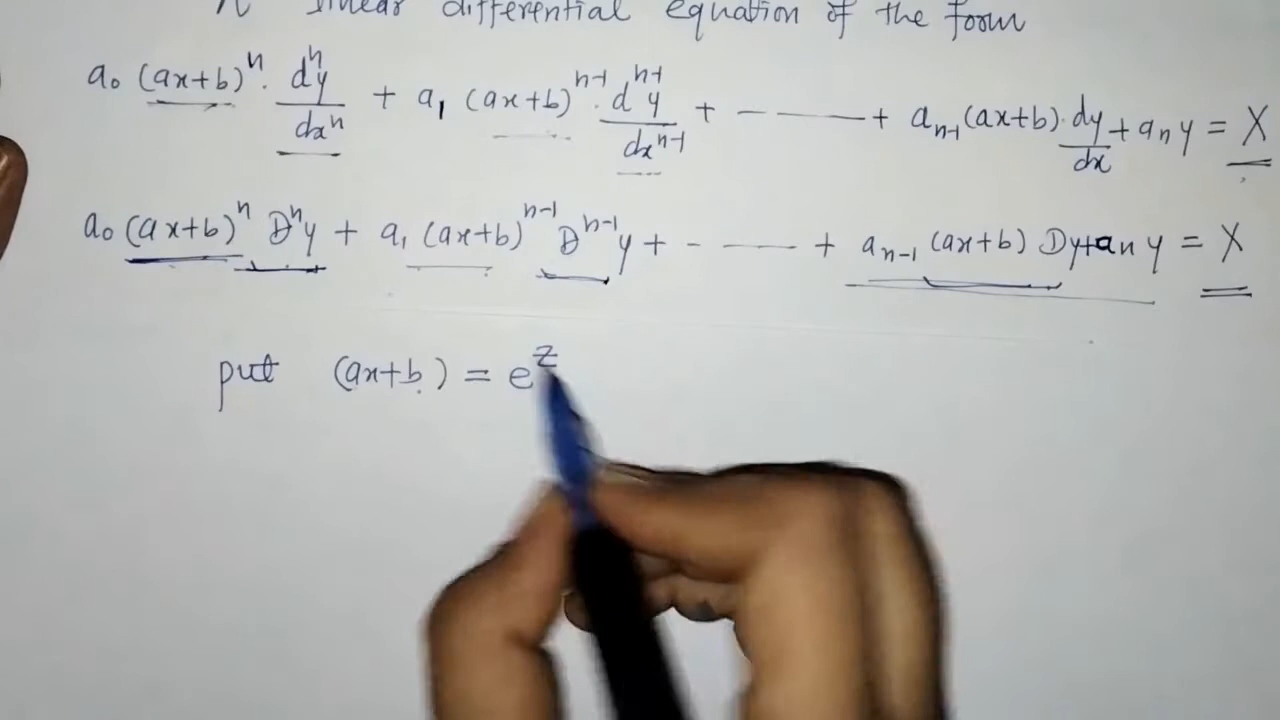 linear differential equation of the form
a₀ (ax+b)ⁿ · dⁿy/dxⁿ + a₁ (ax+b)ⁿ⁻¹ · dⁿ⁻¹y/dxⁿ⁻¹ + - ——— + aₙ₋₁ (ax+b) · dy/dx + aₙ y = X
a₀ (ax+b)ⁿ Dⁿy + a₁ (ax+b)ⁿ⁻¹ Dⁿ⁻¹y + - —— + aₙ₋₁ (ax+b) Dy + aₙ y = X
put (ax+b) = e^z